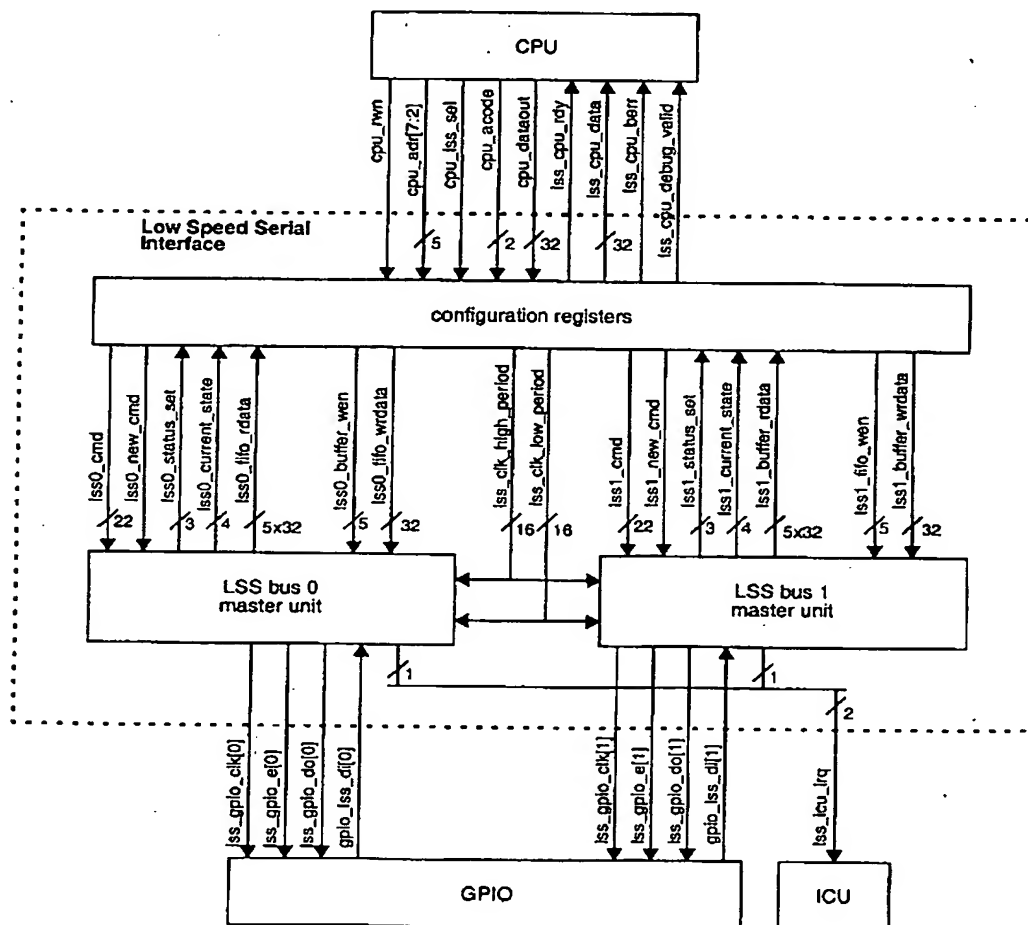 CPU
cpu_rwn
cpu_adr[7:2]
cpu_lss_sel
cpu_acode
cpu_dataout
lss_cpu_rdy
lss_cpu_data
lss_cpu_berr
lss_cpu_debug_valid
Low Speed Serial
Interface
5
2
32
32
configuration registers
lss0_cmd
lss0_new_cmd
lss0_status_set
lss0_current_state
lss0_fifo_rdata
lss0_buffer_wen
lss0_fifo_wrdata
lss_clk_high_period
lss_clk_low_period
lss1_cmd
lss1_new_cmd
lss1_status_set
lss1_current_state
lss1_buffer_rdata
lss1_fifo_wen
lss1_buffer_wrdata
22
3
4
5x32
5
32
16
16
22
3
4
5x32
5
32
LSS bus 0
master unit
LSS bus 1
master unit
1
1
2
lss_gpio_clk[0]
lss_gpio_e[0]
lss_gpio_do[0]
gpio_lss_di[0]
lss_gpio_clk[1]
lss_gpio_e[1]
lss_gpio_do[1]
gpio_lss_di[1]
lss_icu_irq
GPIO
ICU